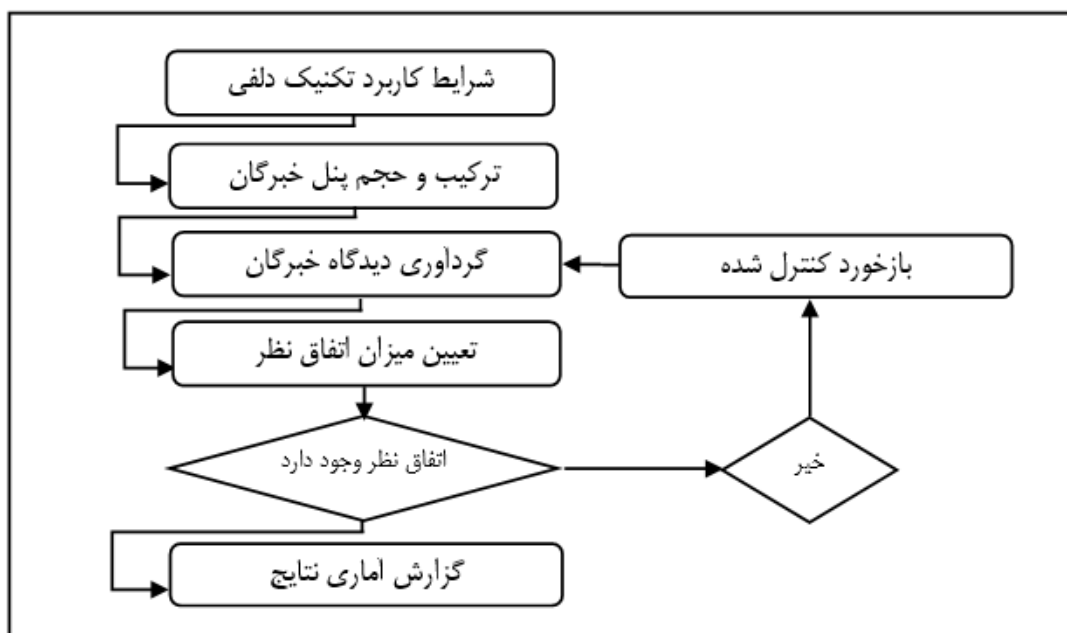 شرایط کاربرد تکنیک دلفی
ترکیب و حجم پنل خبرگان
گردآوری دیدگاه خبرگان
بازخورد کنترل شده
تعیین میزان اتفاق نظر
اتفاق نظر وجود دارد
خیر
گزارش آماری نتایج